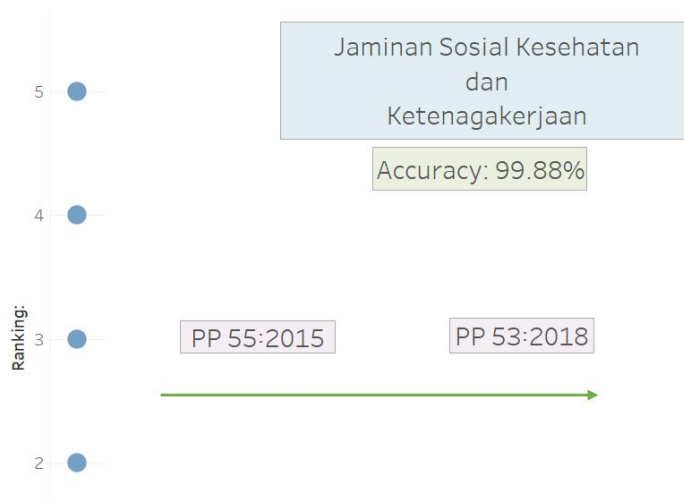 Jaminan Sosial Kesehatan
dan
Ketenagakerjaan
5
Accuracy: 99.88%
4
Ranking:
3
PP 55:2015
PP 53:2018
2